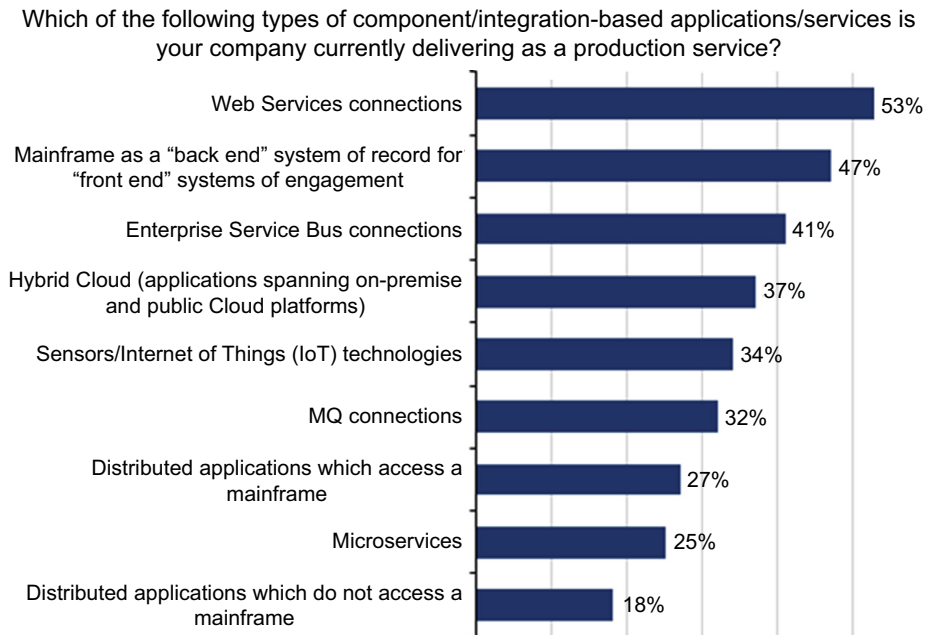 Which of the following types of component/integration-based applications/services is
your company currently delivering as a production service?
Web Services connections
53%
Mainframe as a “back end” system of record for
“front end” systems of engagement
47%
Enterprise Service Bus connections
41%
Hybrid Cloud (applications spanning on-premise
and public Cloud platforms)
37%
Sensors/Internet of Things (IoT) technologies
34%
MQ connections
32%
Distributed applications which access a
mainframe
27%
Microservices
25%
Distributed applications which do not access a
mainframe
18%